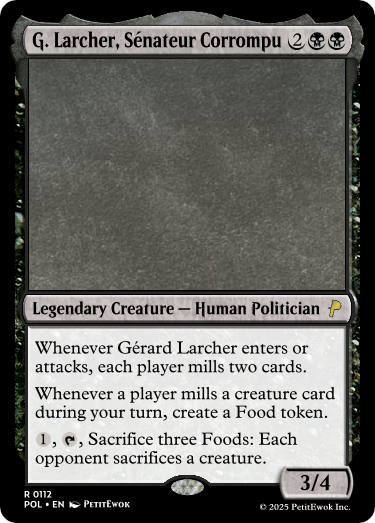 G. Larcher, Sénateur Corrompu 2
Legendary Creature — Human Politician
Whenever Gérard Larcher enters or
attacks, each player mills two cards.
Whenever a player mills a creature card
during your turn, create a Food token.
1, , Sacrifice three Foods: Each
opponent sacrifices a creature.
3/4
R 0112
POL • EN PetitEwok
© 2025 PetitEwok Inc.